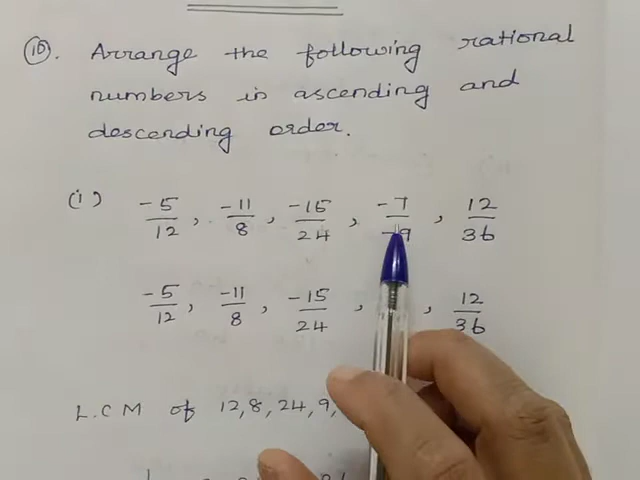 (10). Arrange the following rational
numbers in ascending and
descending order.
(i) -5/12, -11/8, -15/24, -7/-9, 12/36
-5/12, -11/8, -15/24, , 12/36
L.C.M of 12,8,24,9,